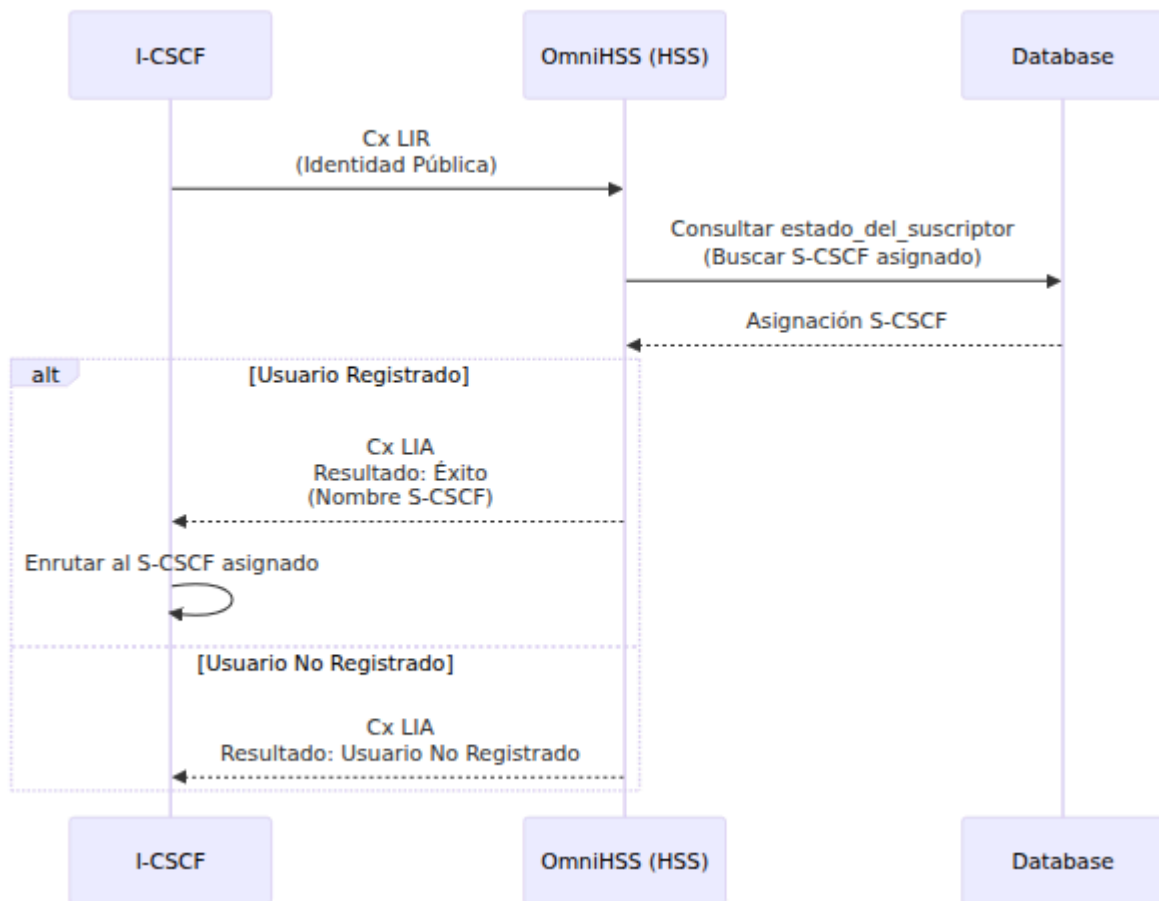 I-CSCF
OmniHSS (HSS)
Database
Cx LIR
(Identidad Pública)
Consultar estado_del_suscriptor
(Buscar S-CSCF asignado)
Asignación S-CSCF
alt
[Usuario Registrado]
Cx LIA
Resultado: Éxito
(Nombre S-CSCF)
Enrutar al S-CSCF asignado
[Usuario No Registrado]
Cx LIA
Resultado: Usuario No Registrado
I-CSCF
OmniHSS (HSS)
Database